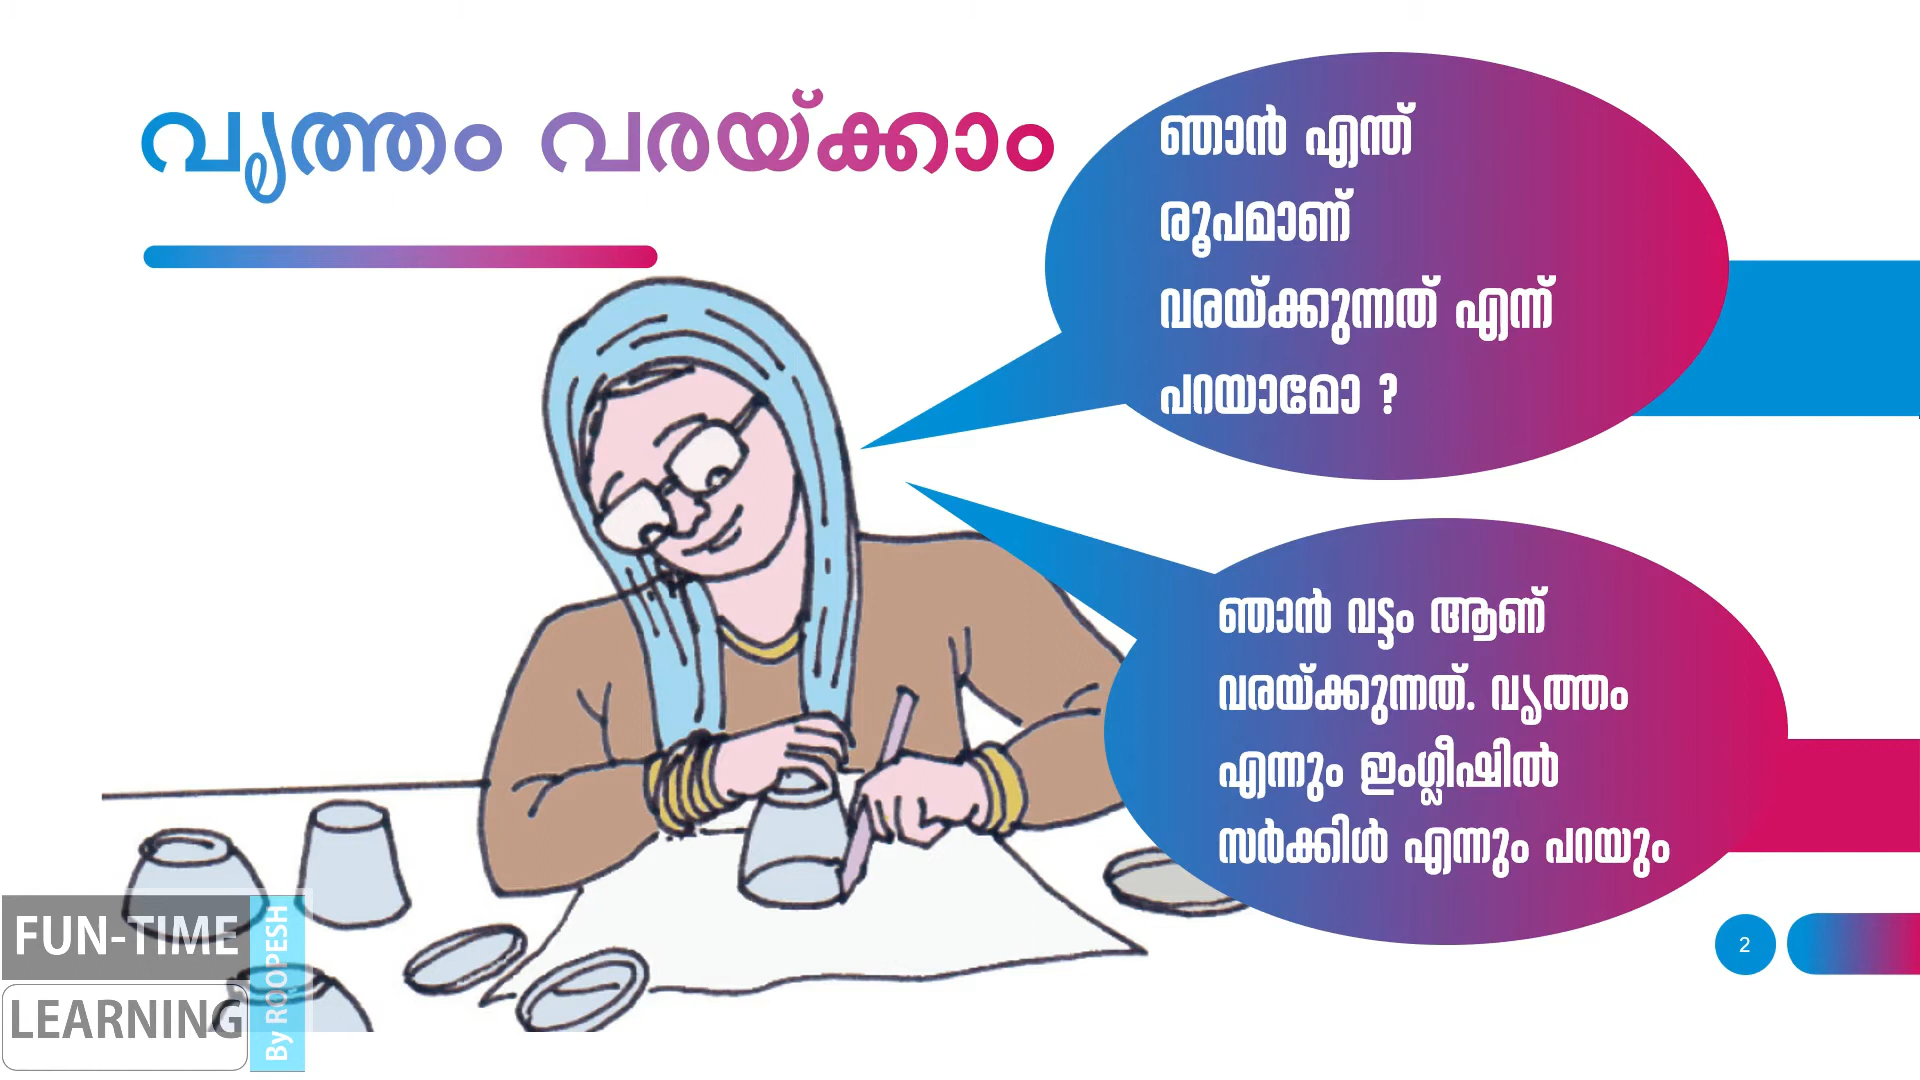 വൃത്തം വരയ്ക്കാം
ഞാൻ എന്ത്
രൂപമാണ്
വരയ്ക്കുന്നത് എന്ന്
പറയാമോ ?
ഞാൻ വട്ടം ആണ്
വരയ്ക്കുന്നത്. വൃത്തം
എന്നും ഇംഗ്ലീഷിൽ
സർക്കിൾ എന്നും പറയും
2
FUN-TIME
LEARNING
By ROOPESH